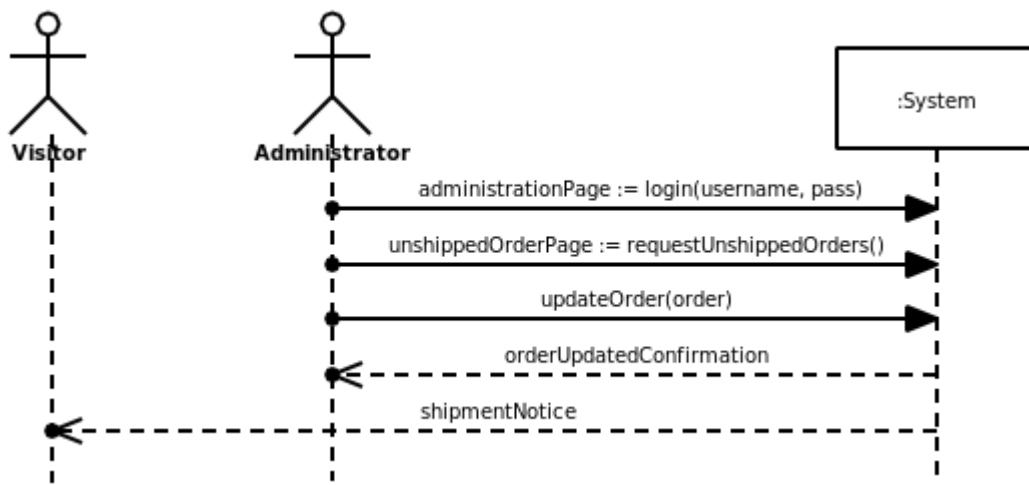 :System
Visitor
Administrator
administrationPage := login(username, pass)
unshippedOrderPage := requestUnshippedOrders()
updateOrder(order)
orderUpdatedConfirmation
shipmentNotice